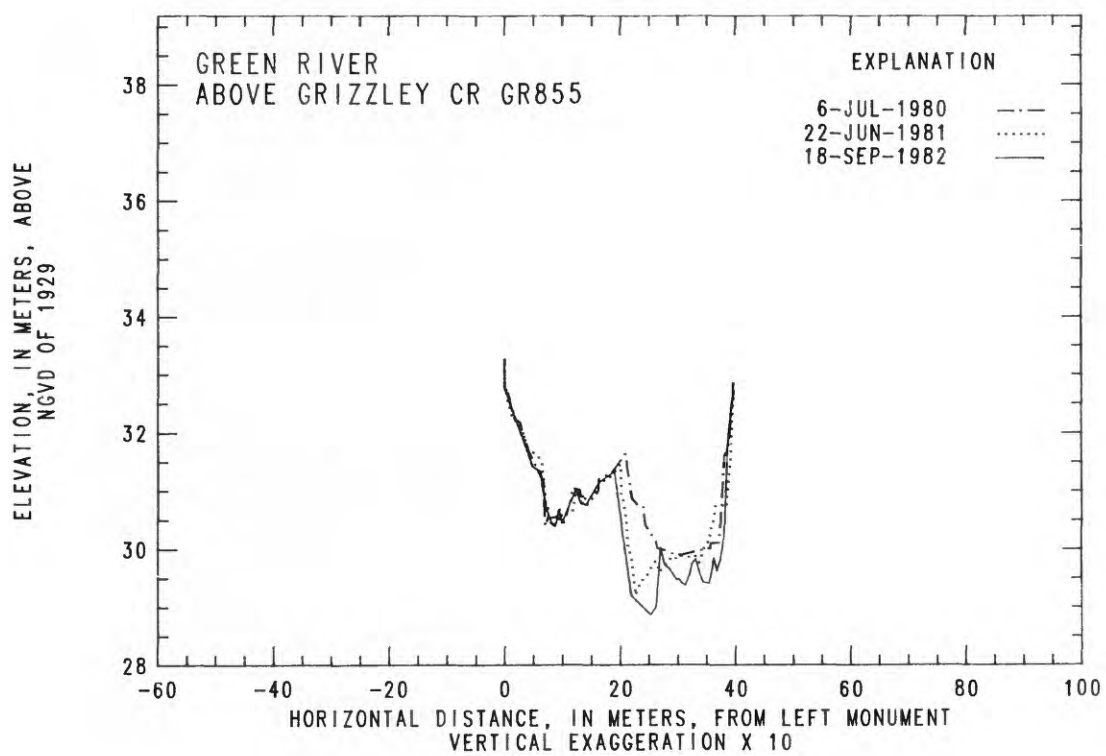 GREEN RIVER
ABOVE GRIZZLEY CR GR855
EXPLANATION
6-JUL-1980
22-JUN-1981
18-SEP-1982
ELEVATION, IN METERS, ABOVE
NGVD OF 1929
38
36
34
32
30
28
-60
-40
-20
0
20
40
60
80
100
HORIZONTAL DISTANCE, IN METERS, FROM LEFT MONUMENT
VERTICAL EXAGGERATION X 10